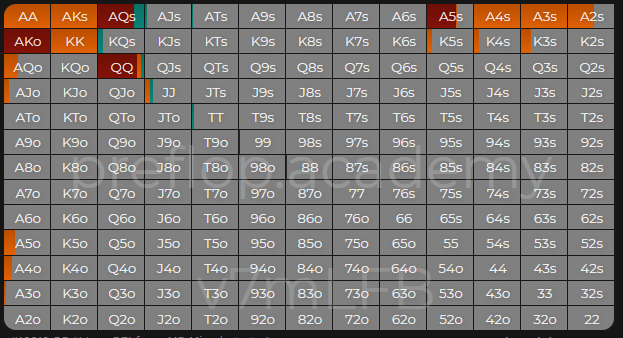 AA AKs AQs AJs ATs A9s A8s A7s A6s A5s A4s A3s A2s
AKo KK KQs KJs KTs K9s K8s K7s K6s K5s K4s K3s K2s
AQo KQo QQ QJs QTs Q9s Q8s Q7s Q6s Q5s Q4s Q3s Q2s
AJo KJo QJo JJ JTs J9s J8s J7s J6s J5s J4s J3s J2s
ATo KTo QTo JTo TT T9s T8s T7s T6s T5s T4s T3s T2s
A9o K9o Q9o J9o T9o 99 98s 97s 96s 95s 94s 93s 92s
preflop.academy
A8o K8o Q8o J8o T8o 98o 88 87s 86s 85s 84s 83s 82s
A7o K7o Q7o J7o T7o 97o 87o 77 76s 75s 74s 73s 72s
A6o K6o Q6o J6o T6o 96o 86o 76o 66 65s 64s 63s 62s
A5o K5o Q5o J5o T5o 95o 85o 75o 65o 55 54s 53s 52s
A4o K4o Q4o J4o T4o 94o 84o 74o 64o 54o 44 43s 42s
v7mLFB
A3o K3o Q3o J3o T3o 93o 83o 73o 63o 53o 43o 33 32s
A2o K2o Q2o J2o T2o 92o 82o 72o 62o 52o 42o 32o 22